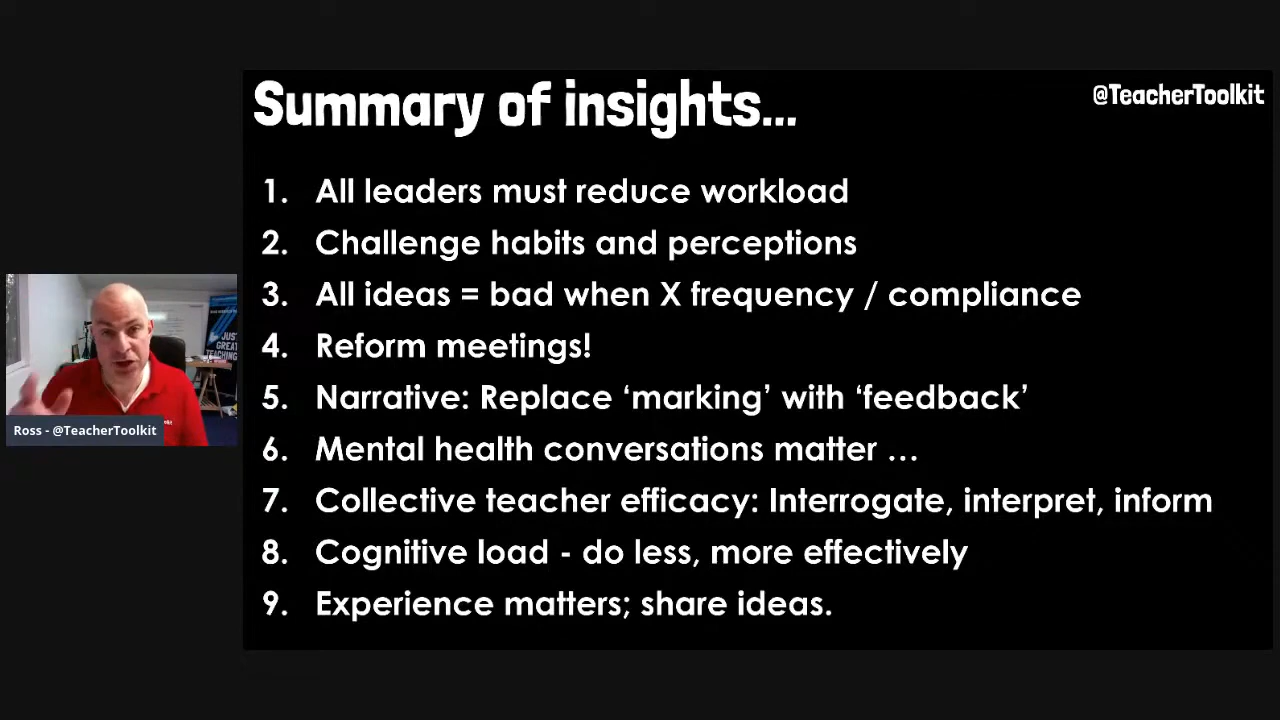 Summary of insights...
@TeacherToolkit
1. All leaders must reduce workload
2. Challenge habits and perceptions
3. All ideas = bad when X frequency / compliance
4. Reform meetings!
5. Narrative: Replace ‘marking’ with ‘feedback’
6. Mental health conversations matter ...
7. Collective teacher efficacy: Interrogate, interpret, inform
8. Cognitive load - do less, more effectively
9. Experience matters; share ideas.
JUST
GREAT
TEACHING
Ross - @TeacherToolkit